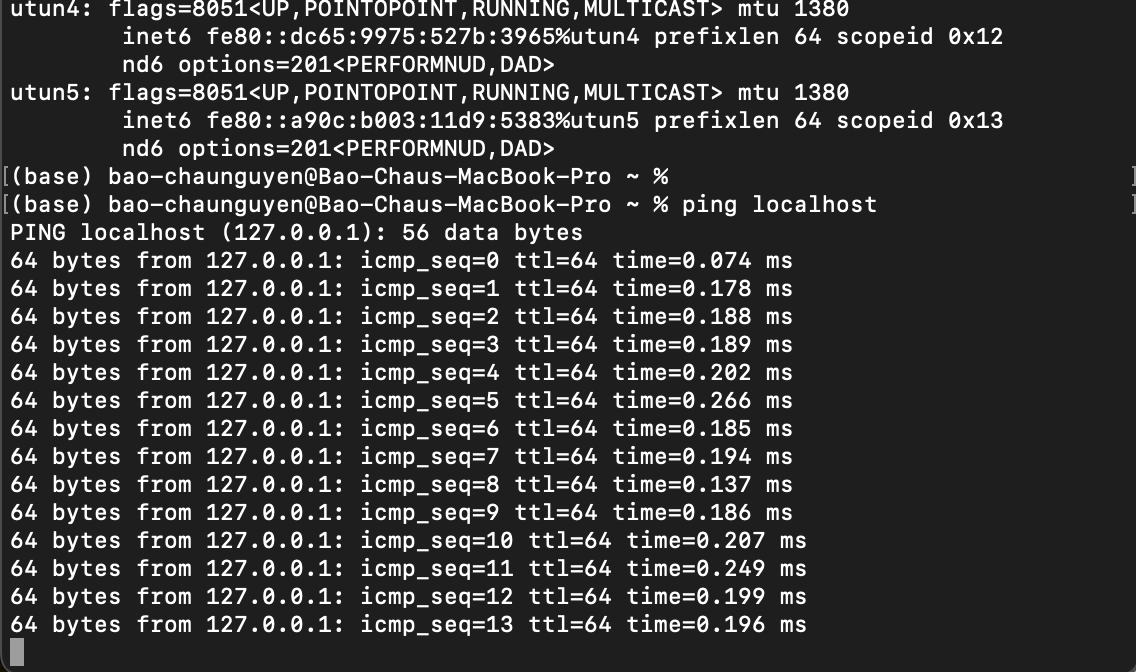 utun4: flags=8051<UP,POINTOPOINT,RUNNING,MULTICAST> mtu 1380
        inet6 fe80::dc65:9975:527b:3965%utun4 prefixlen 64 scopeid 0x12
        nd6 options=201<PERFORMNUD,DAD>
utun5: flags=8051<UP,POINTOPOINT,RUNNING,MULTICAST> mtu 1380
        inet6 fe80::a90c:b003:11d9:5383%utun5 prefixlen 64 scopeid 0x13
        nd6 options=201<PERFORMNUD,DAD>
[(base) bao-chaunguyen@Bao-Chaus-MacBook-Pro ~ % ]
[(base) bao-chaunguyen@Bao-Chaus-MacBook-Pro ~ % ping localhost ]
PING localhost (127.0.0.1): 56 data bytes
64 bytes from 127.0.0.1: icmp_seq=0 ttl=64 time=0.074 ms
64 bytes from 127.0.0.1: icmp_seq=1 ttl=64 time=0.178 ms
64 bytes from 127.0.0.1: icmp_seq=2 ttl=64 time=0.188 ms
64 bytes from 127.0.0.1: icmp_seq=3 ttl=64 time=0.189 ms
64 bytes from 127.0.0.1: icmp_seq=4 ttl=64 time=0.202 ms
64 bytes from 127.0.0.1: icmp_seq=5 ttl=64 time=0.266 ms
64 bytes from 127.0.0.1: icmp_seq=6 ttl=64 time=0.185 ms
64 bytes from 127.0.0.1: icmp_seq=7 ttl=64 time=0.194 ms
64 bytes from 127.0.0.1: icmp_seq=8 ttl=64 time=0.137 ms
64 bytes from 127.0.0.1: icmp_seq=9 ttl=64 time=0.186 ms
64 bytes from 127.0.0.1: icmp_seq=10 ttl=64 time=0.207 ms
64 bytes from 127.0.0.1: icmp_seq=11 ttl=64 time=0.249 ms
64 bytes from 127.0.0.1: icmp_seq=12 ttl=64 time=0.199 ms
64 bytes from 127.0.0.1: icmp_seq=13 ttl=64 time=0.196 ms